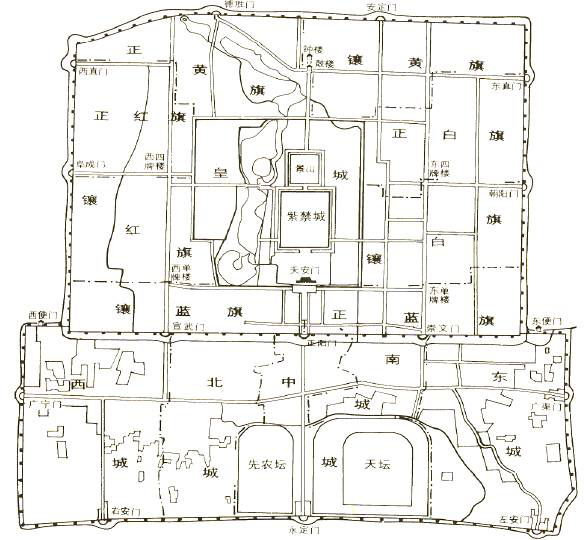 德胜门
安定门
正
黄
旗
镶
黄
旗
钟楼
鼓楼
西直门
东直门
正
红
旗
正
白
旗
皇
城
景山
紫禁城
天安门
西四
牌楼
东四
牌楼
阜成门
朝阳门
镶
红
旗
镶
白
旗
西单
牌楼
东单
牌楼
镶
蓝
旗
正
蓝
旗
宣武门
正阳门
崇文门
西便门
东便门
西
城
北
城
中
城
南
城
东
城
广宁门
广渠门
先农坛
天坛
右安门
永定门
左安门